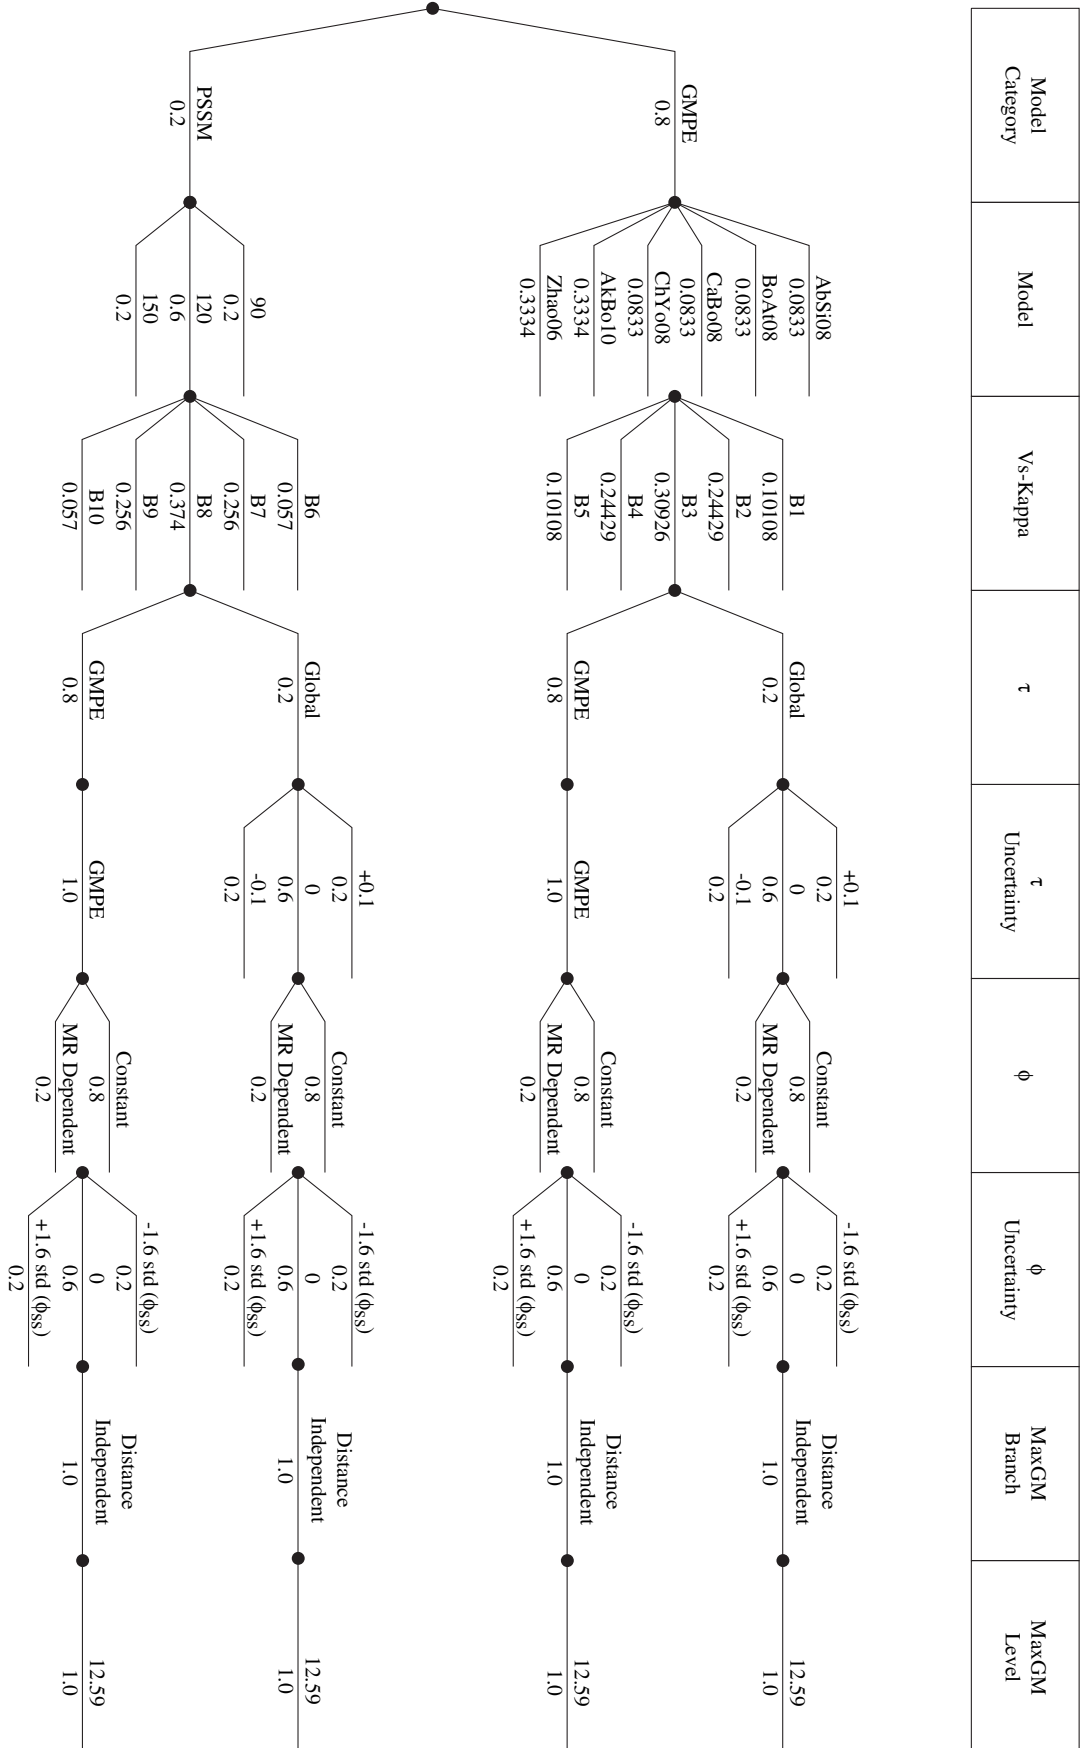 Model
Category
Model
Vs-Kappa
τ
τ
Uncertainty
ϕ
ϕ
Uncertainty
MaxGM
Branch
MaxGM
Level
GMPE
0.8
PSSM
0.2
AbSi08
0.0833
BoAt08
0.0833
CaBo08
0.0833
ChYo08
0.0833
AkBo10
0.3334
Zhao06
0.3334
90
0.2
120
0.6
150
0.2
B1
0.10108
B2
0.24429
B3
0.30926
B4
0.24429
B5
0.10108
B6
0.057
B7
0.256
B8
0.374
B9
0.256
B10
0.057
Global
0.2
GMPE
0.8
Global
0.2
GMPE
0.8
+0.1
0.2
0
0.6
-0.1
0.2
GMPE
1.0
+0.1
0.2
0
0.6
-0.1
0.2
GMPE
1.0
Constant
0.8
MR Dependent
0.2
Constant
0.8
MR Dependent
0.2
Constant
0.8
MR Dependent
0.2
Constant
0.8
MR Dependent
0.2
-1.6 std (ϕSS)
0.2
0
0.6
+1.6 std (ϕSS)
0.2
-1.6 std (ϕSS)
0.2
0
0.6
+1.6 std (ϕSS)
0.2
-1.6 std (ϕSS)
0.2
0
0.6
+1.6 std (ϕSS)
0.2
-1.6 std (ϕSS)
0.2
0
0.6
+1.6 std (ϕSS)
0.2
Distance
Independent
1.0
Distance
Independent
1.0
Distance
Independent
1.0
Distance
Independent
1.0
12.59
1.0
12.59
1.0
12.59
1.0
12.59
1.0